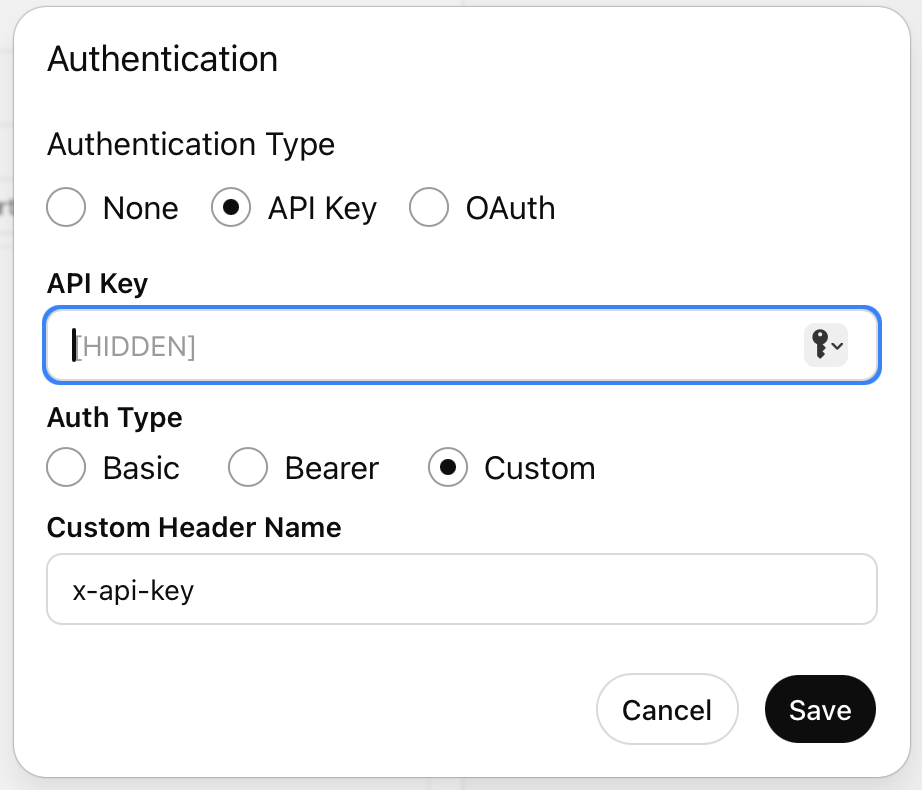 Authentication
Authentication Type
None API Key OAuth
API Key
[HIDDEN]
Auth Type
Basic Bearer Custom
Custom Header Name
x-api-key
Cancel Save